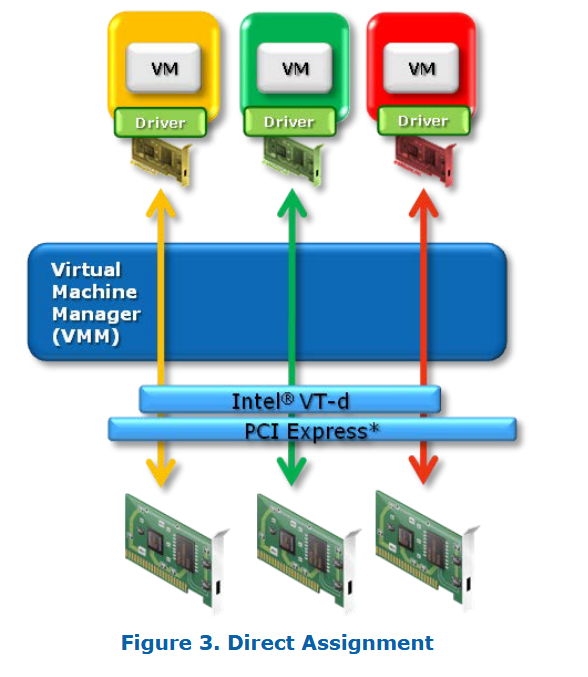 VM VM VM
Driver Driver Driver
Virtual
Machine
Manager
(VMM)
Intel® VT-d
PCI Express*
Figure 3. Direct Assignment